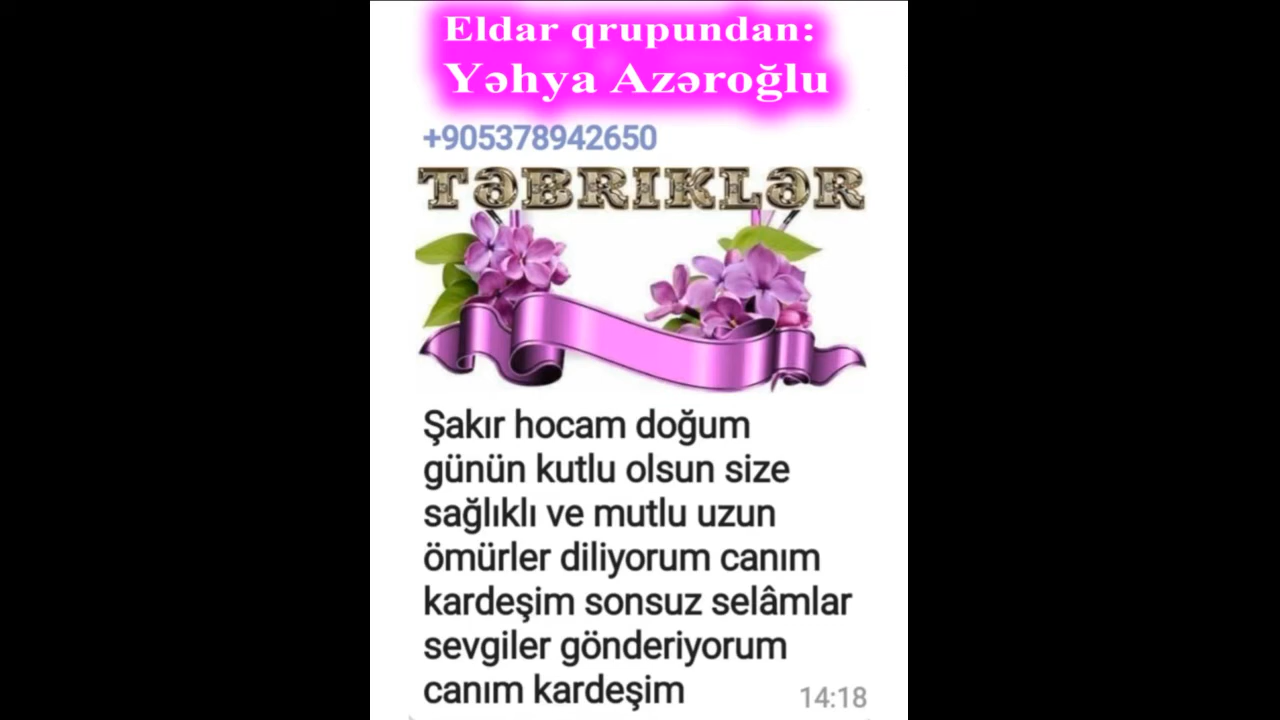 Eldar qrupundan:
Yəhya Azəroğlu
+905378942650
TƏBRIKLƏR
Şakır hocam doğum
günün kutlu olsun size
sağlıklı ve mutlu uzun
ömürler diliyorum canım
kardeşim sonsuz selâmlar
sevgiler gönderiyorum
canım kardeşim
14:18